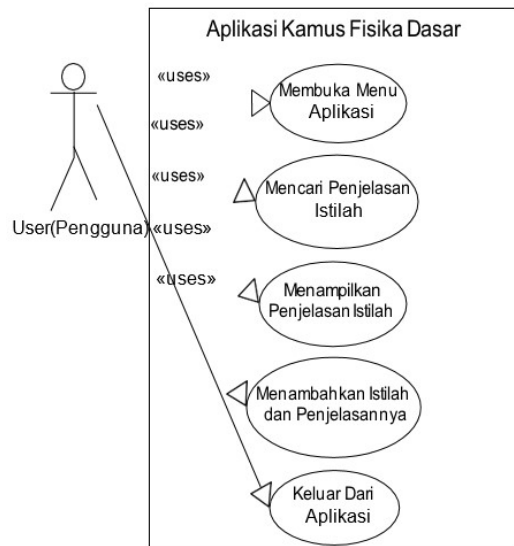 Aplikasi Kamus Fisika Dasar
«uses»
Membuka Menu
Aplikasi
«uses»
«uses»
Mencari Penjelasan
Istilah
User(Pengguna)
«uses»
«uses»
Menampilkan
Penjelasan Istilah
Menambahkan Istilah
dan Penjelasannya
Keluar Dari
Aplikasi